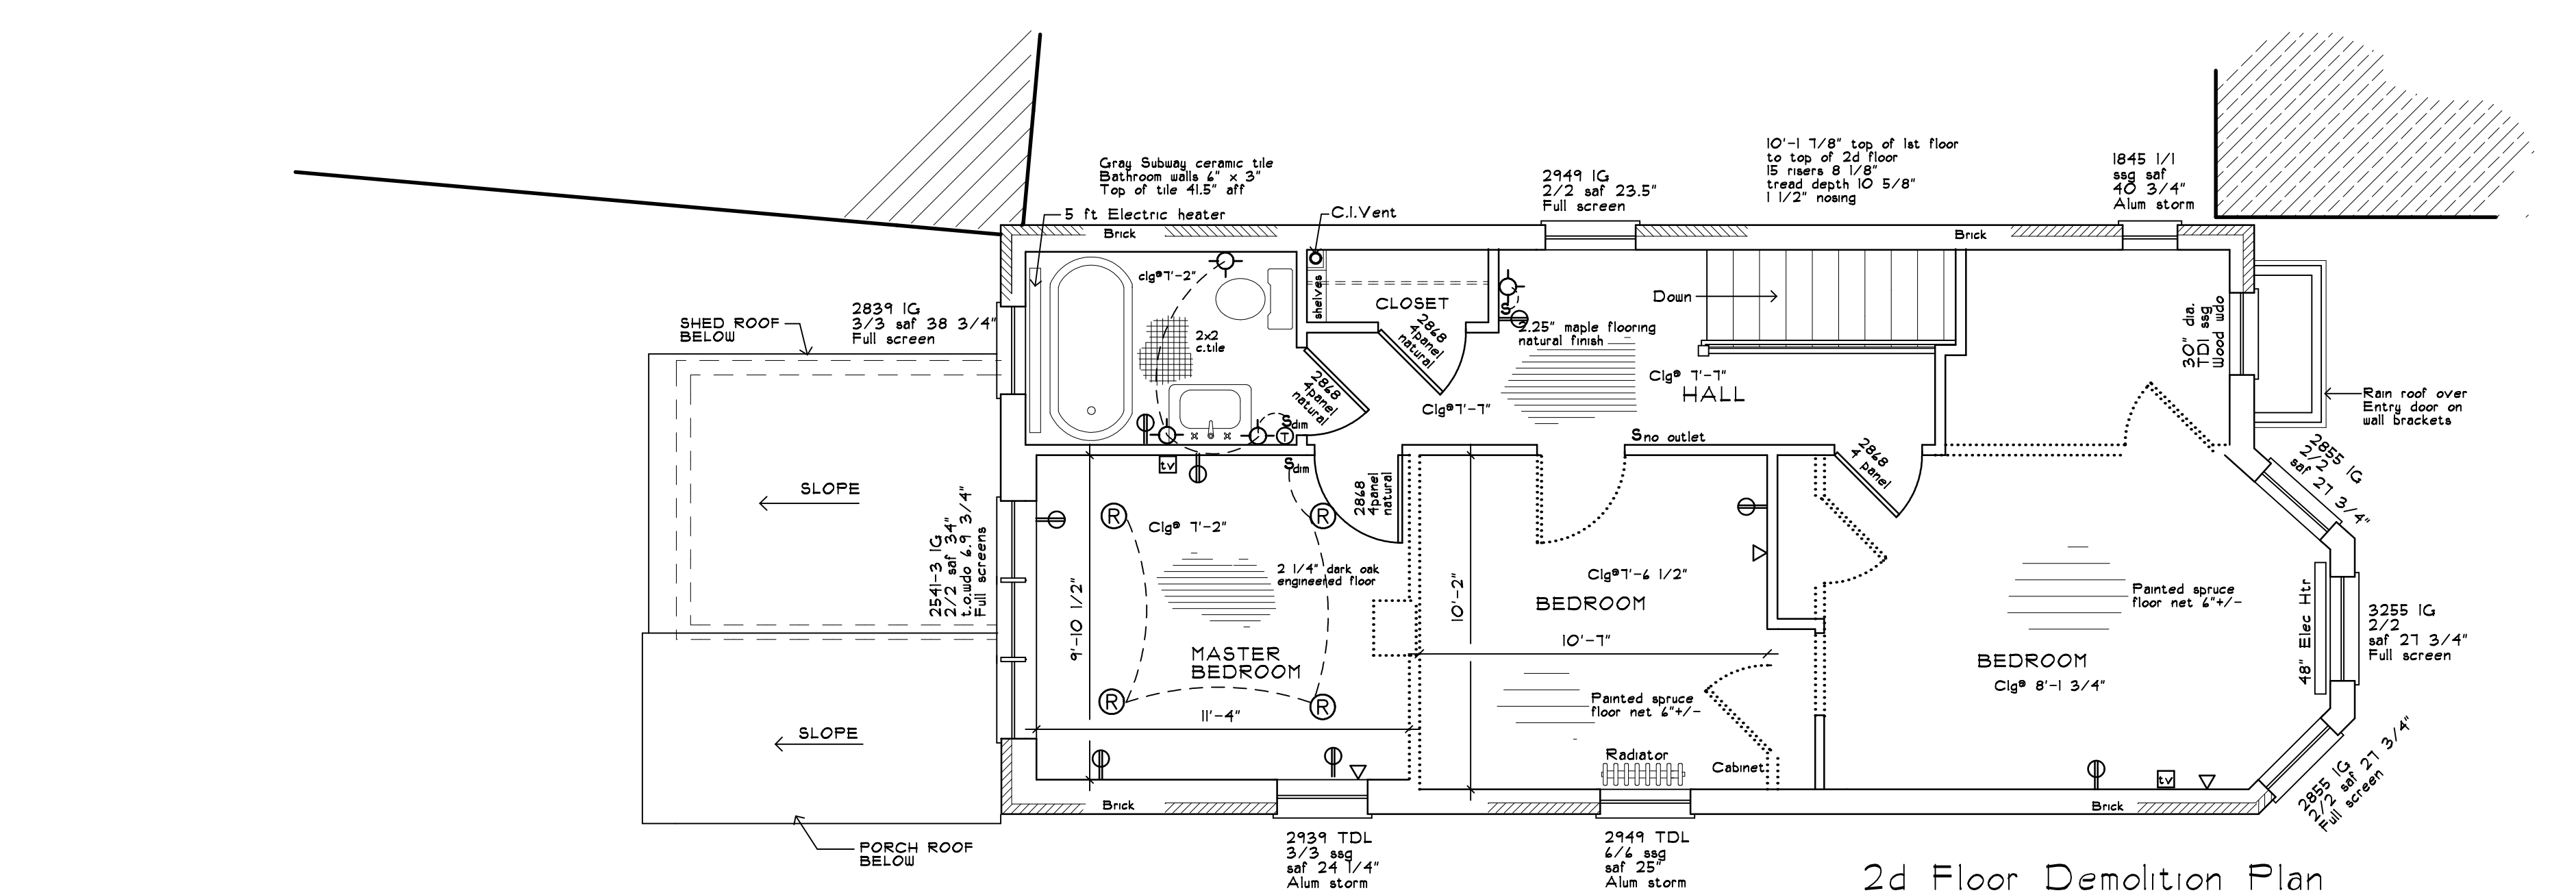 Gray Subway ceramic tile
Bathroom walls 6" x 3"
Top of tile 41.5" aff
5 ft Electric heater
Brick
C.I.Vent
2949 IG
2/2 saf 23.5"
Full screen
10'-1 7/8" top of 1st floor
to top of 2d floor
15 risers 8 1/8"
tread depth 10 5/8"
1 1/2" nosing
Brick
1845 1/1
ssg saf
40 3/4"
Alum storm
SHED ROOF
BELOW
2839 IG
3/3 saf 38 3/4"
Full screen
clg@7'-2"
2x2
c.tile
shelves
CLOSET
2868
4panel
natural
2868
4panel
natural
S
2.25" maple flooring
natural finish
Down
Clg@ 7'-7"
HALL
Clg@7'-7"
30" dia.
TDI ssg
Wood wdo
Rain roof over
Entry door on
wall brackets
Sdim
T
S no outlet
2868
4 panel
2855 IG
2/2
saf 27 3/4"
SLOPE
2541-3 IG
2/2 saf 34"
t.o.wdo 6.9 3/4"
Full screens
tv
Sdim
2868
4panel
natural
R
R
Clg@ 7'-2"
2 1/4" dark oak
engineered floor
9'-10 1/2"
MASTER
BEDROOM
R
R
11'-4"
10'-2"
Clg@7'-6 1/2"
BEDROOM
10'-7"
Painted spruce
floor net 6"+/-
Radiator
Cabinet
Painted spruce
floor net 6"+/-
BEDROOM
Clg@ 8'-1 3/4"
48" Elec Htr
3255 IG
2/2
saf 27 3/4"
Full screen
SLOPE
tv
Brick
Brick
2855 IG
2/2 saf 27 3/4"
Full screen
PORCH ROOF
BELOW
2939 TDL
3/3 ssg
saf 24 1/4"
Alum storm
2949 TDL
6/6 ssg
saf 25"
Alum storm
2d Floor Demolition Plan